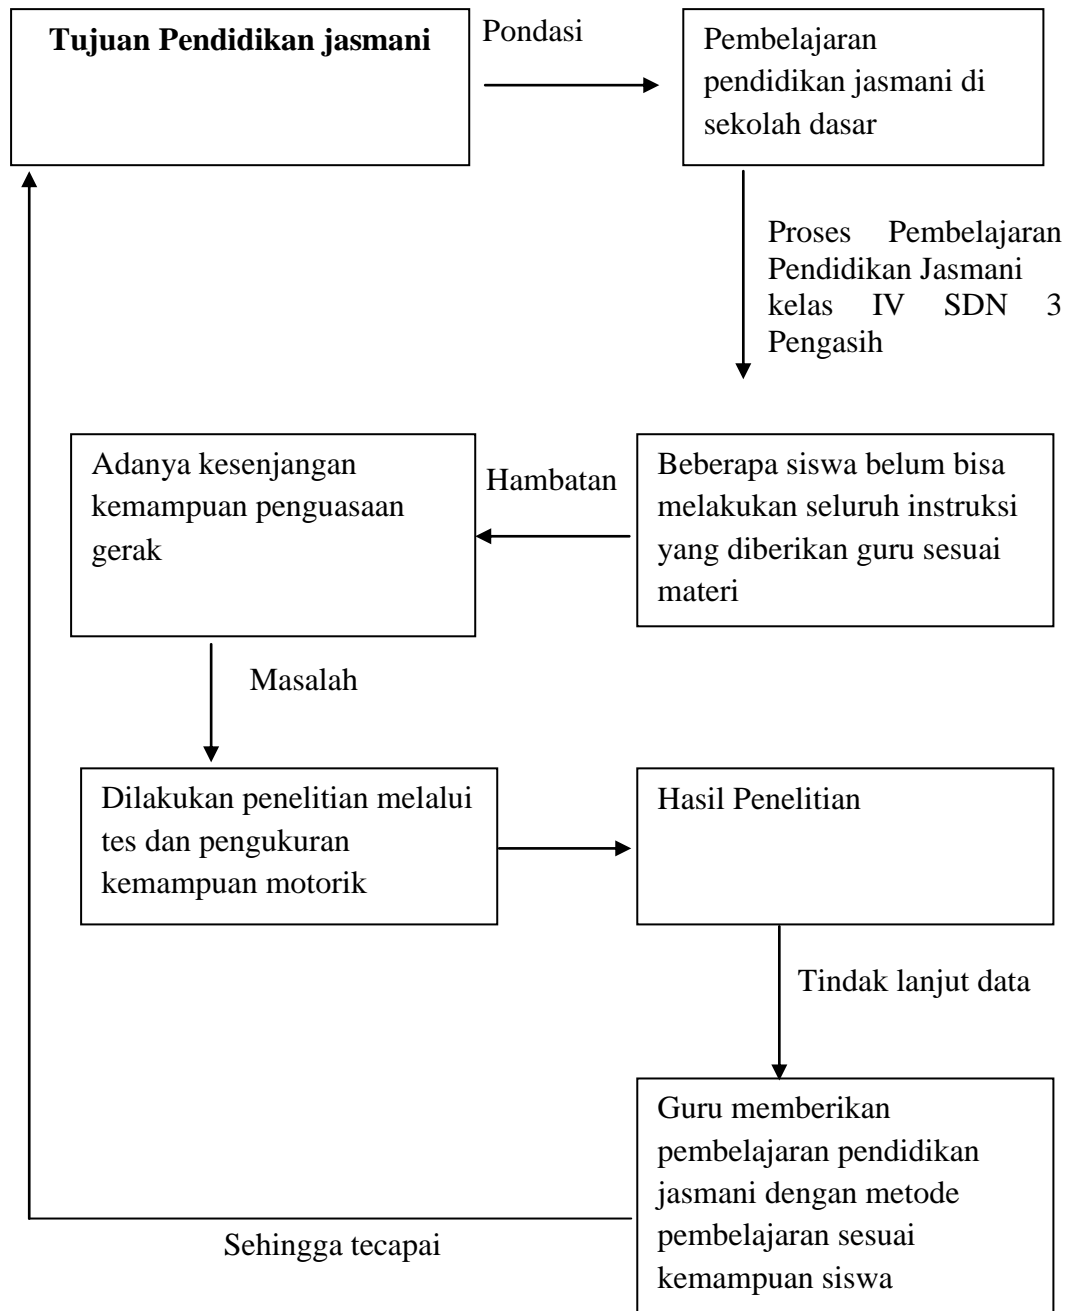 Tujuan Pendidikan jasmani
Pondasi
Pembelajaran
pendidikan jasmani di
sekolah dasar
Proses Pembelajaran
Pendidikan Jasmani
kelas IV SDN 3
Pengasih
Beberapa siswa belum bisa
melakukan seluruh instruksi
yang diberikan guru sesuai
materi
Hambatan
Adanya kesenjangan
kemampuan penguasaan
gerak
Masalah
Dilakukan penelitian melalui
tes dan pengukuran
kemampuan motorik
Hasil Penelitian
Tindak lanjut data
Guru memberikan
pembelajaran pendidikan
jasmani dengan metode
pembelajaran sesuai
kemampuan siswa
Sehingga tecapai